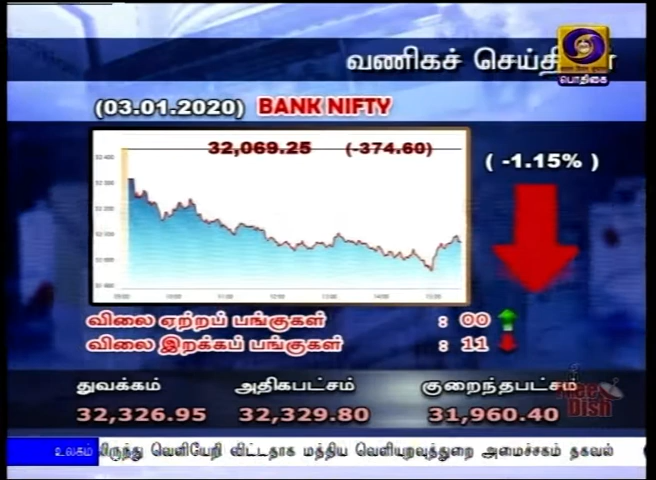 வணிகச்
பொதிகை
(03.01.2020) BANK NIFTY
32,069.25 (-374.60)
(-1.15%)
விலை ஏற்றப் பங்குகள் : 00
விலை இறக்கப் பங்குகள் : 11
துவக்கம் அதிகபட்சம் குறைந்தபட்சம்
32,326.95 32,329.80 31,960.40
Free Dish
உலகம் லிருந்து வெளியேறி விட்டதாக மத்திய வெளியுறவுத்துறை அமைச்சகம் தகவல்